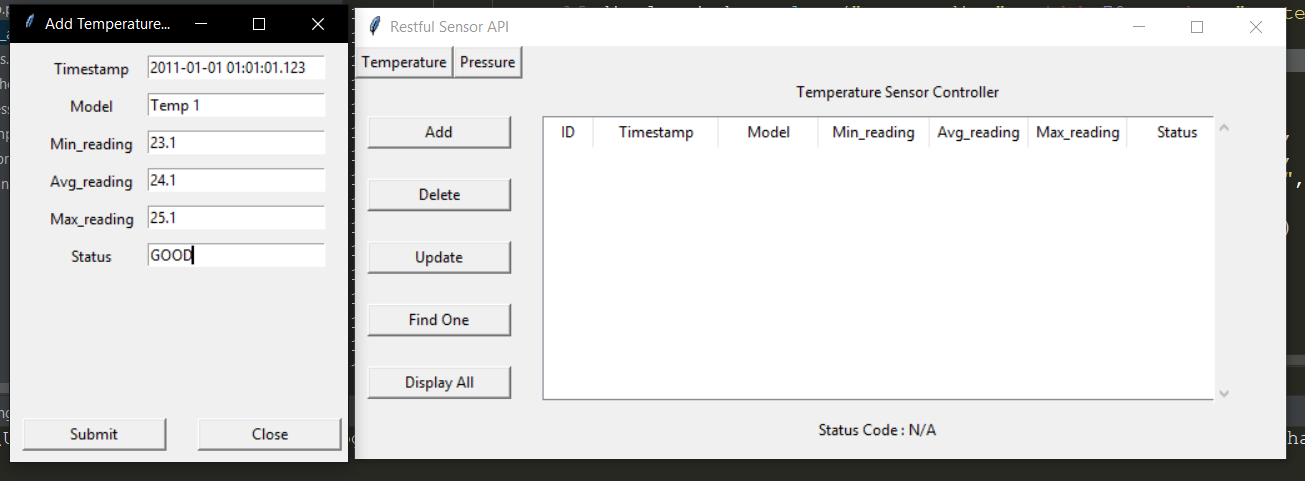 Add Temperature...
Timestamp 2011-01-01 01:01:01.123
Model Temp 1
Min_reading 23.1
Avg_reading 24.1
Max_reading 25.1
Status GOOD
Submit Close
Restful Sensor API
Temperature Pressure
Temperature Sensor Controller
Add
Delete
Update
Find One
Display All
ID Timestamp Model Min_reading Avg_reading Max_reading Status
Status Code : N/A